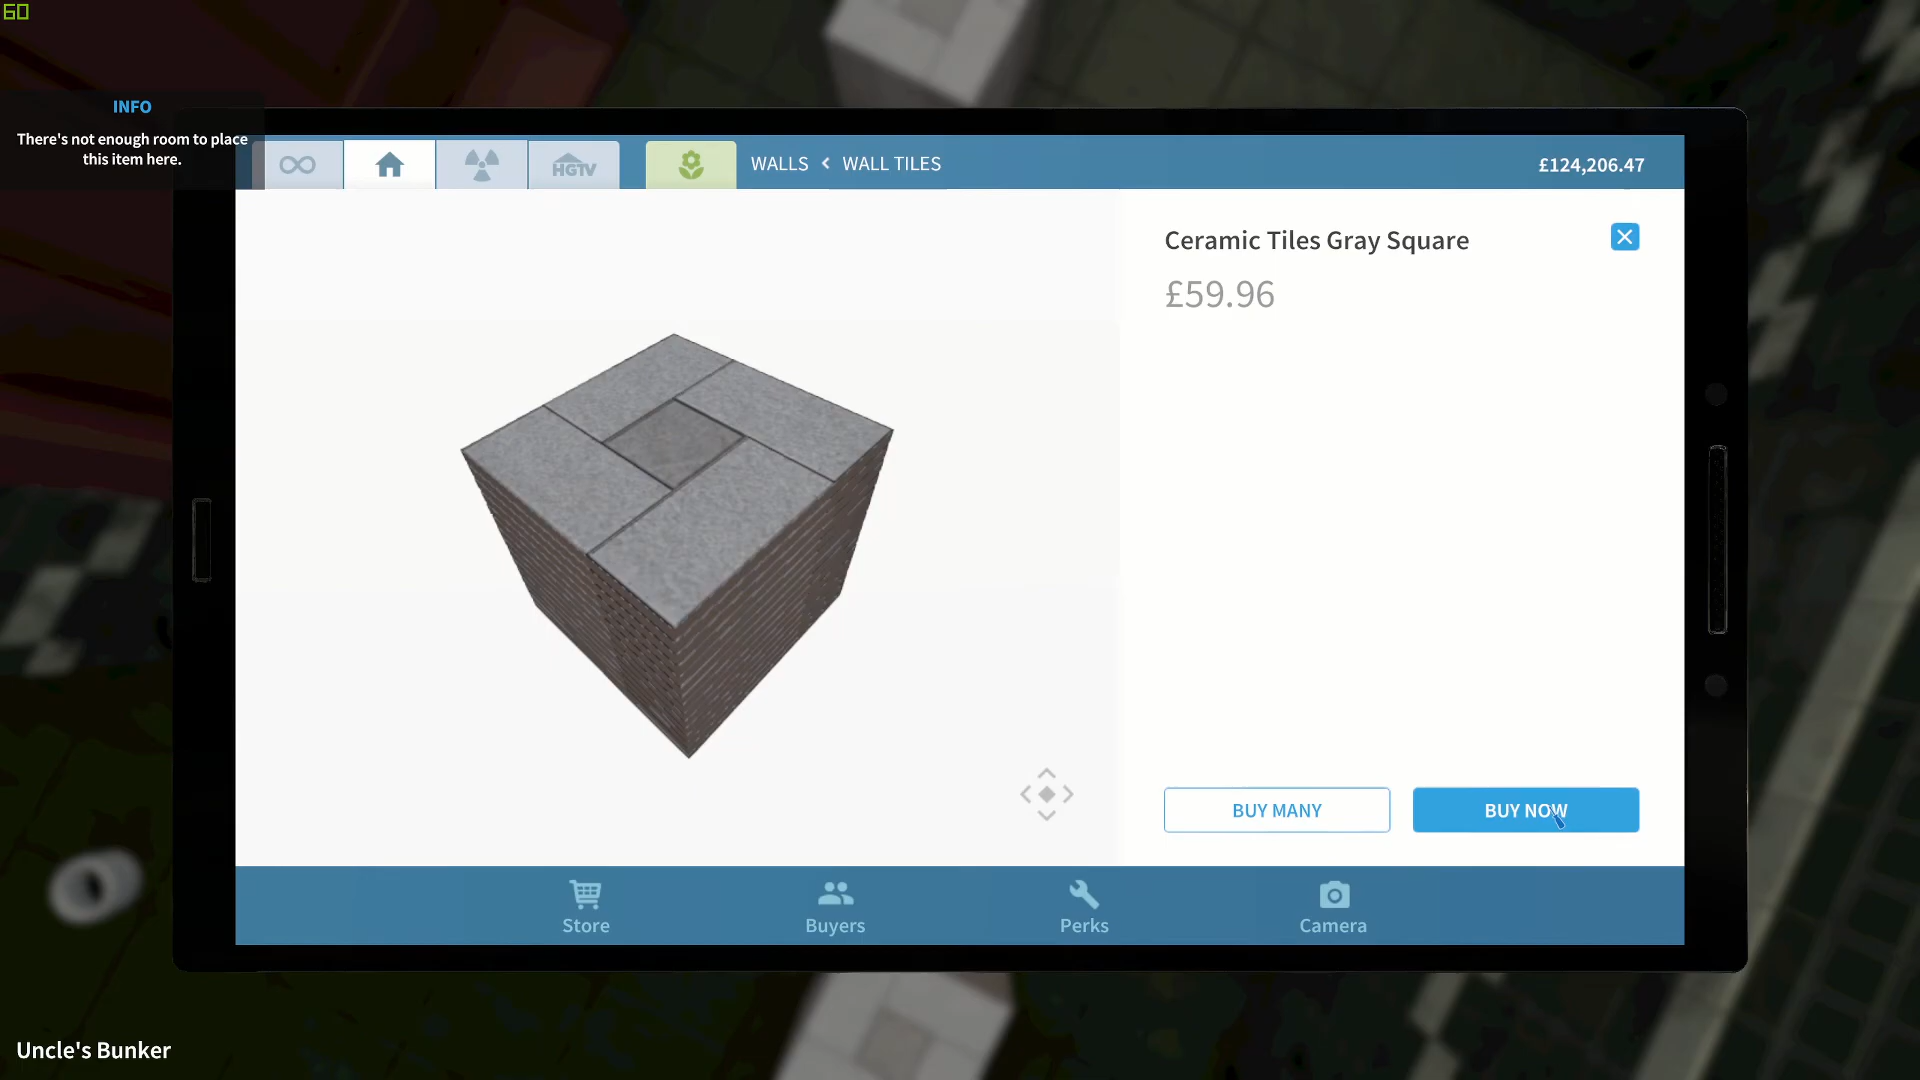 60
INFO
There's not enough room to place
this item here.
HGTV
WALLS < WALL TILES
£124,206.47
Ceramic Tiles Gray Square
£59.96
BUY MANY
BUY NOW
Store
Buyers
Perks
Camera
Uncle's Bunker